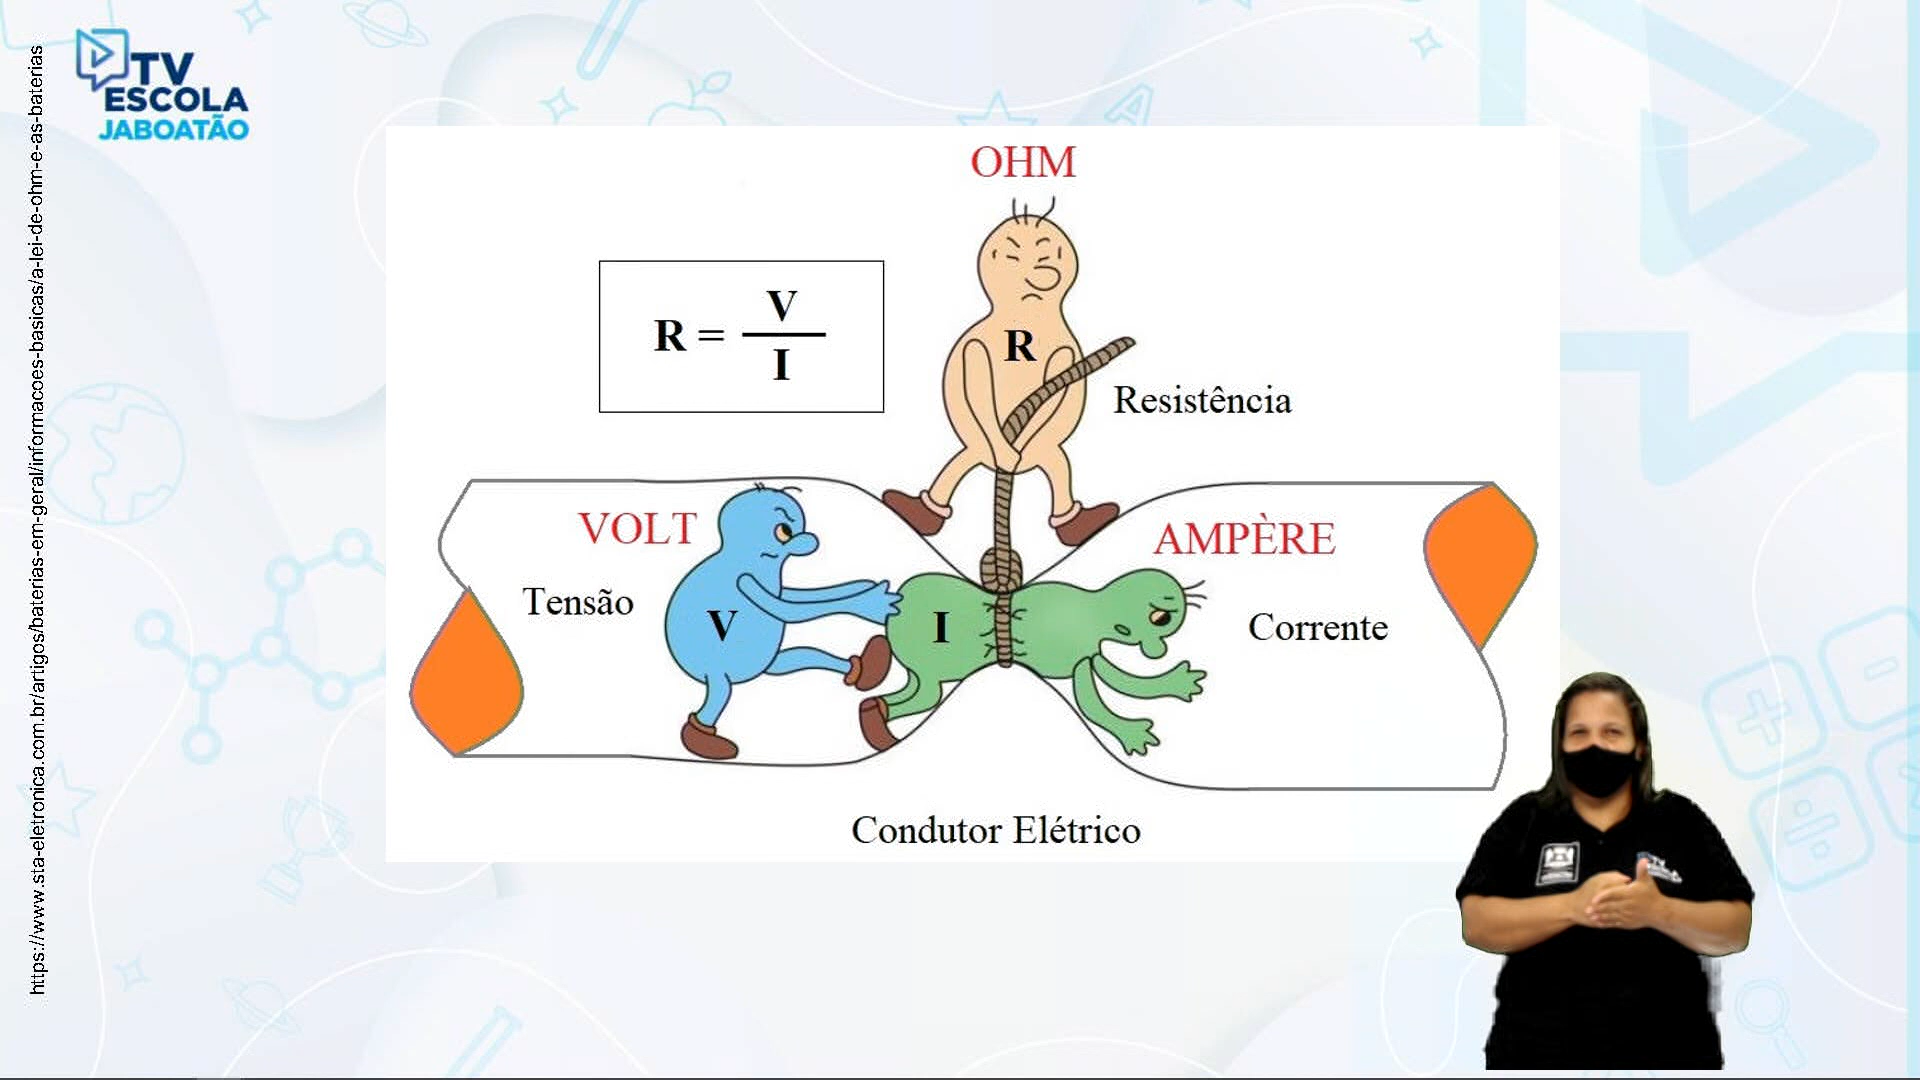 https://www.sta-eletronica.com.br/artigos/baterias-em-geral/informacoes-basicas/a-lei-de-ohm-e-as-baterias
TV
ESCOLA
JABOATÃO
OHM
R = V
I
R
Resistência
VOLT
Tensão
V
I
AMPÈRE
Corrente
Condutor Elétrico
TV